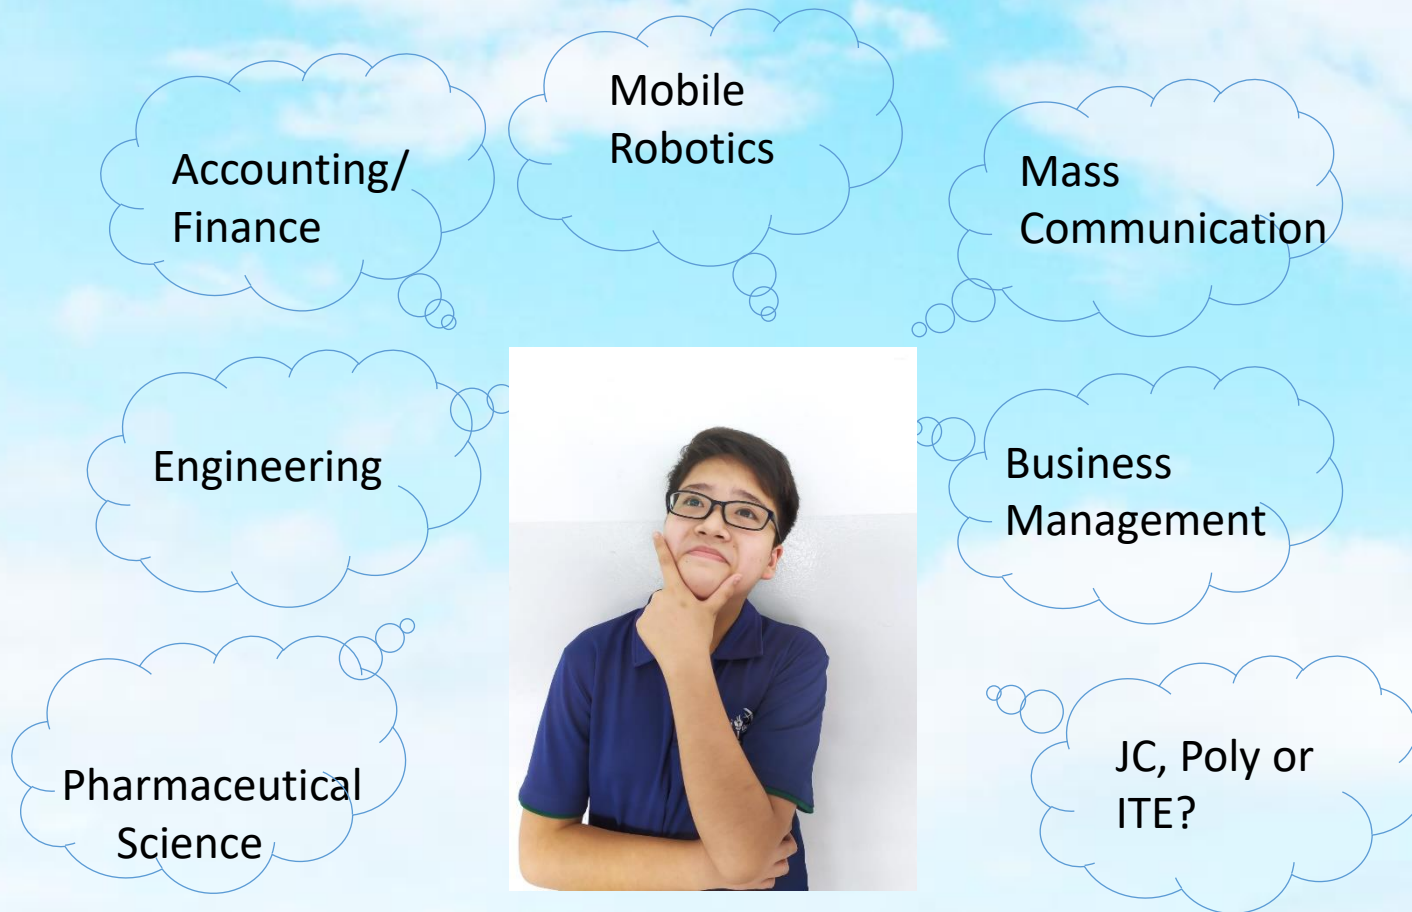 Mobile
Robotics
Accounting/
Finance
Mass
Communication
Engineering
Business
Management
Pharmaceutical
Science
JC, Poly or
ITE?